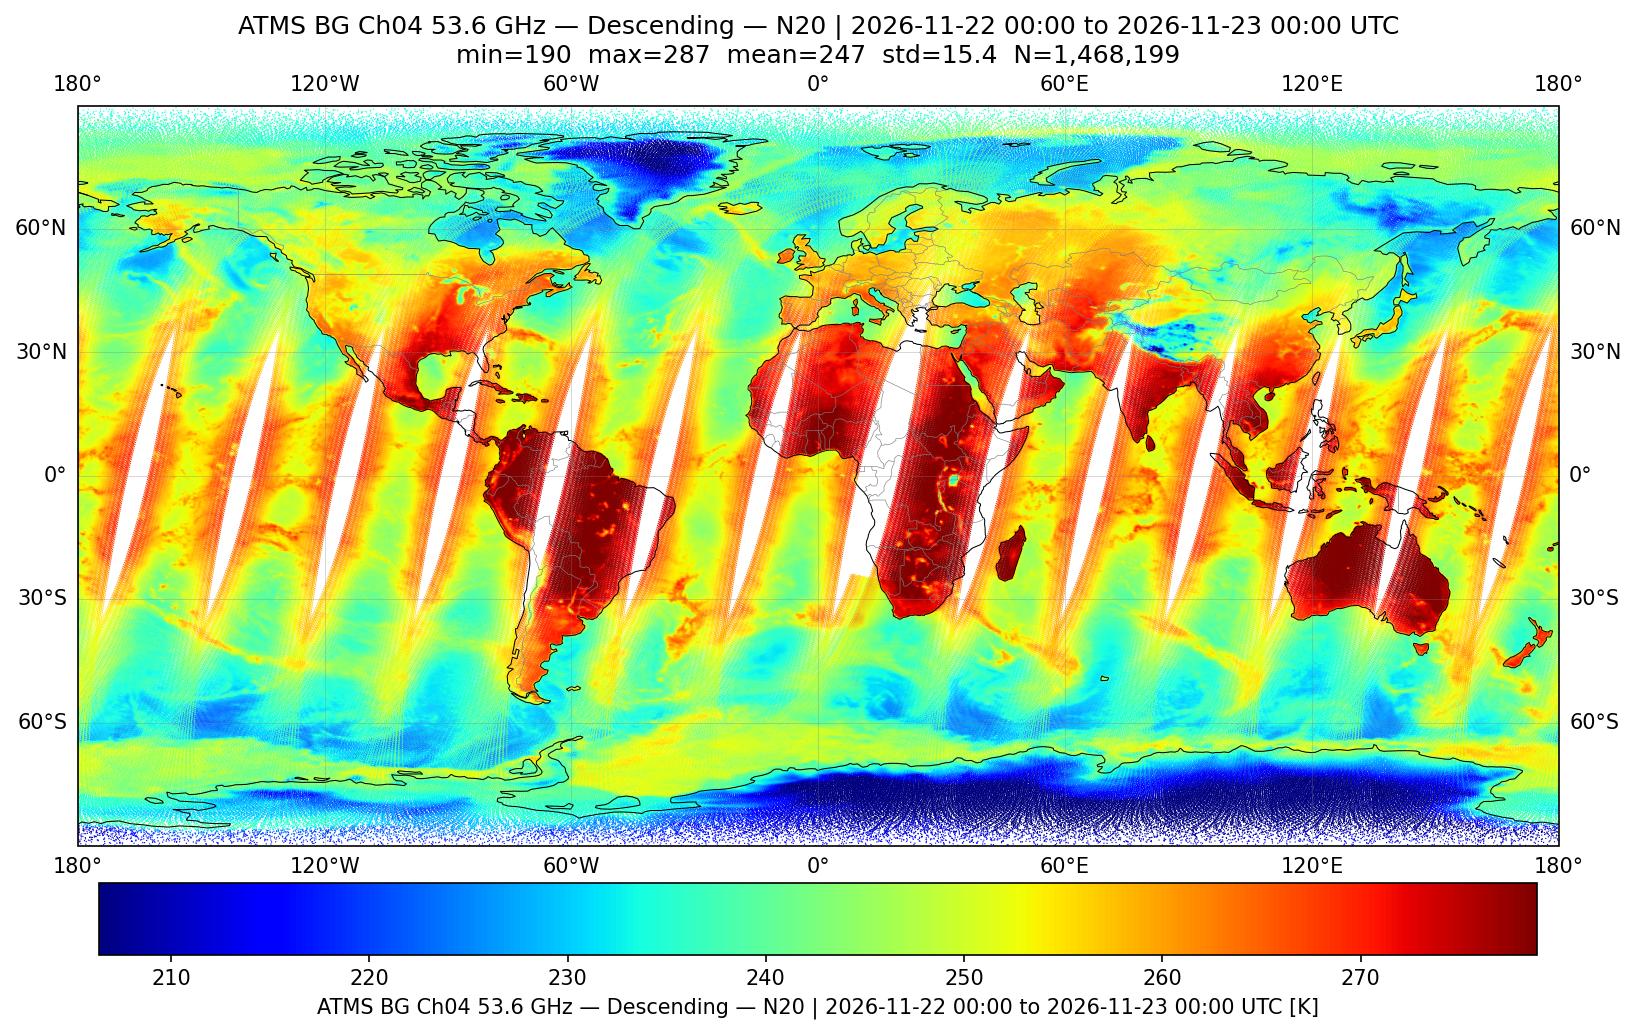 ATMS BG Ch04 53.6 GHz — Descending — N20 | 2026-11-22 00:00 to 2026-11-23 00:00 UTC
min=190  max=287  mean=247  std=15.4  N=1,468,199
180° 120°W 60°W 0° 60°E 120°E 180°
60°N 60°N
30°N 30°N
0° 0°
30°S 30°S
60°S 60°S
180° 120°W 60°W 0° 60°E 120°E 180°
210 220 230 240 250 260 270
ATMS BG Ch04 53.6 GHz — Descending — N20 | 2026-11-22 00:00 to 2026-11-23 00:00 UTC [K]